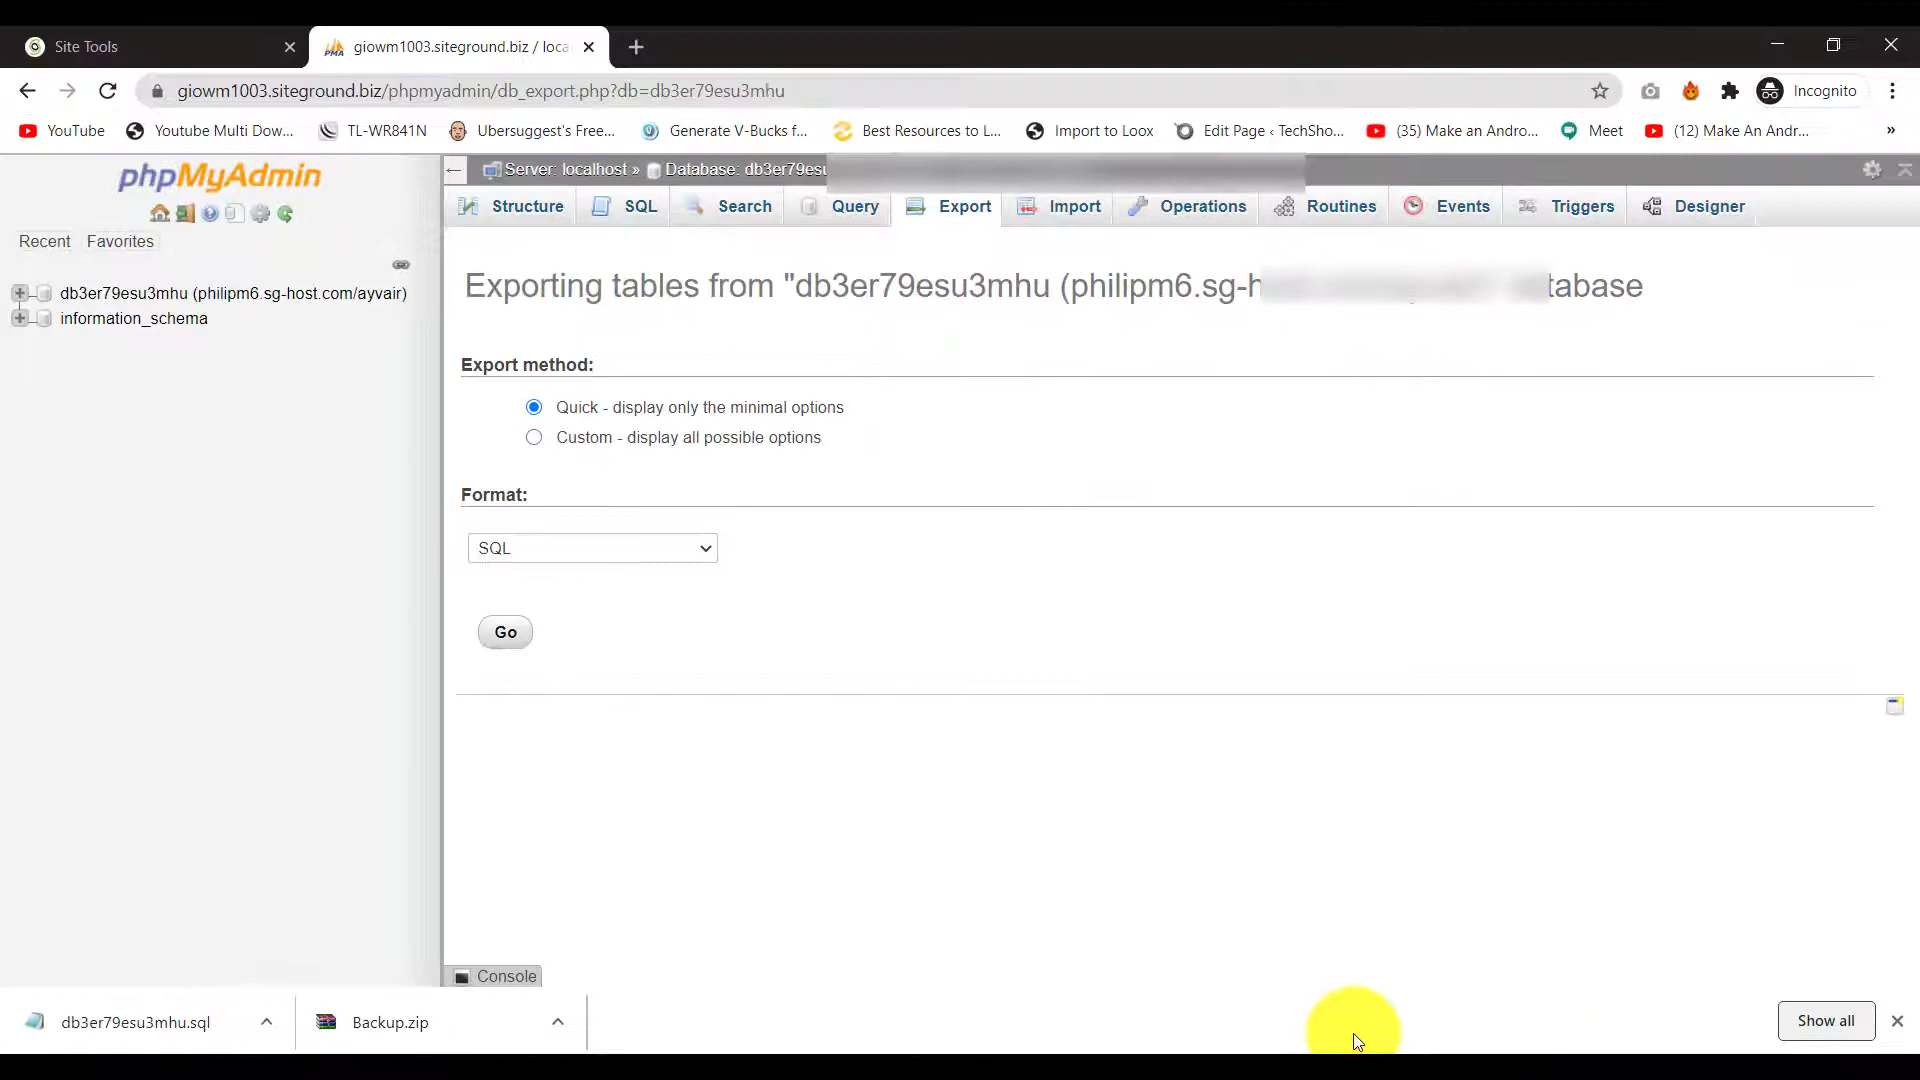 Site Tools
giowm1003.siteground.biz / loca
giowm1003.siteground.biz/phpmyadmin/db_export.php?db=db3er79esu3mhu
Incognito
YouTube
Youtube Multi Dow...
TL-WR841N
Ubersuggest's Free...
Generate V-Bucks f...
Best Resources to L...
Import to Loox
Edit Page ‹ TechSho...
(35) Make an Andro...
Meet
(12) Make An Andr...
»
phpMyAdmin
Recent Favorites
db3er79esu3mhu (philipm6.sg-host.com/ayvair)
information_schema
Server: localhost » Database: db3er79esu
Structure
SQL
Search
Query
Export
Import
Operations
Routines
Events
Triggers
Designer
Exporting tables from "db3er79esu3mhu (philipm6.sg-h tabase
Export method:
Quick - display only the minimal options
Custom - display all possible options
Format:
SQL
Go
Console
db3er79esu3mhu.sql
Backup.zip
Show all